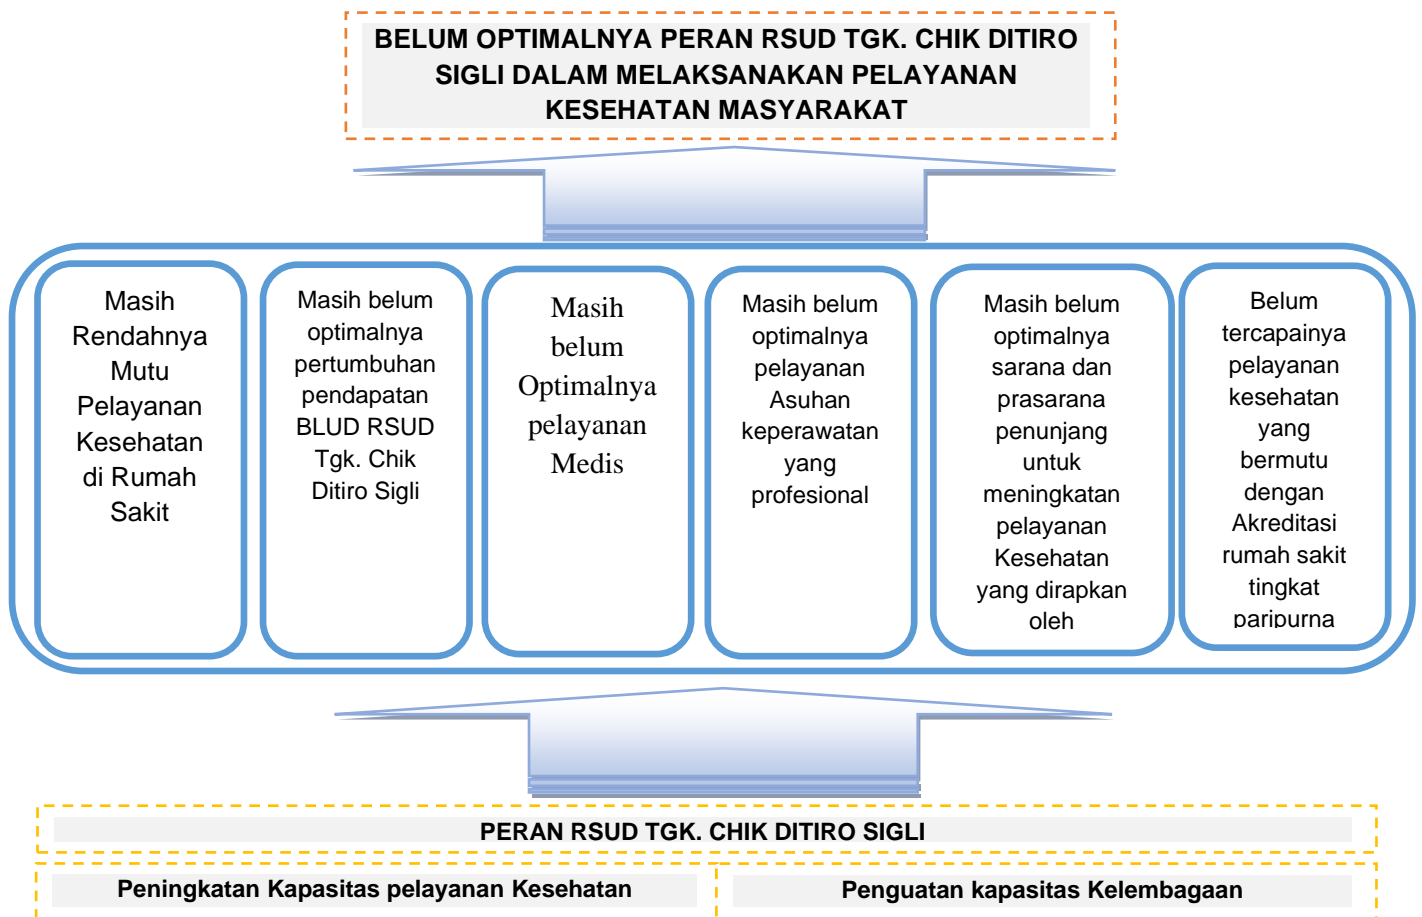 BELUM OPTIMALNYA PERAN RSUD TGK. CHIK DITIRO
SIGLI DALAM MELAKSANAKAN PELAYANAN
KESEHATAN MASYARAKAT
Masih
Rendahnya
Mutu
Pelayanan
Kesehatan
di Rumah
Sakit
Masih belum
optimalnya
pertumbuhan
pendapatan
BLUD RSUD
Tgk. Chik
Ditiro Sigli
Masih
belum
Optimalnya
pelayanan
Medis
Masih belum
optimalnya
pelayanan
Asuhan
keperawatan
yang
profesional
Masih belum
optimalnya
sarana dan
prasarana
penunjang
untuk
meningkatan
pelayanan
Kesehatan
yang dirapkan
oleh
Belum
tercapainya
pelayanan
kesehatan
yang
bermutu
dengan
Akreditasi
rumah sakit
tingkat
paripurna
PERAN RSUD TGK. CHIK DITIRO SIGLI
Peningkatan Kapasitas pelayanan Kesehatan
Penguatan kapasitas Kelembagaan